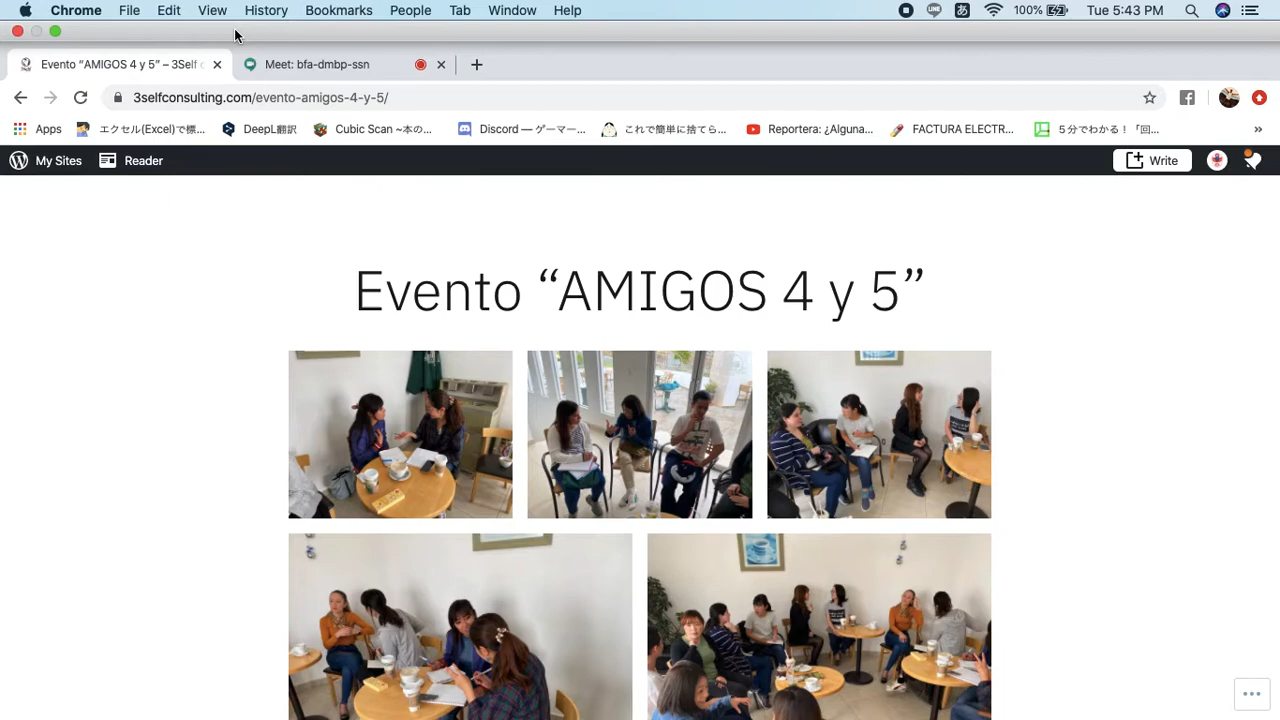 Chrome File Edit View History Bookmarks People Tab Window Help LINE あ 100% Tue 5:43 PM
Evento “AMIGOS 4 y 5” – 3Self c Meet: bfa-dmbp-ssn
3selfconsulting.com/evento-amigos-4-y-5/
Apps エクセル(Excel)で標... DeepL翻訳 Cubic Scan ~本の... Discord — ゲーマー... これで簡単に捨てら... Reportera: ¿Alguna... FACTURA ELECTR... ５分でわかる！「回...
My Sites Reader Write
Evento “AMIGOS 4 y 5”